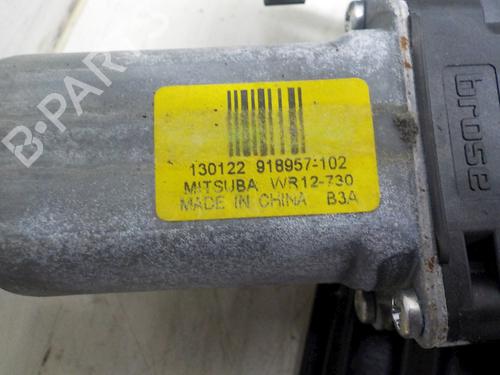 130122 918957-102
MITSUBA WR12-730
MADE IN CHINA B3A
brose
B-PARTS